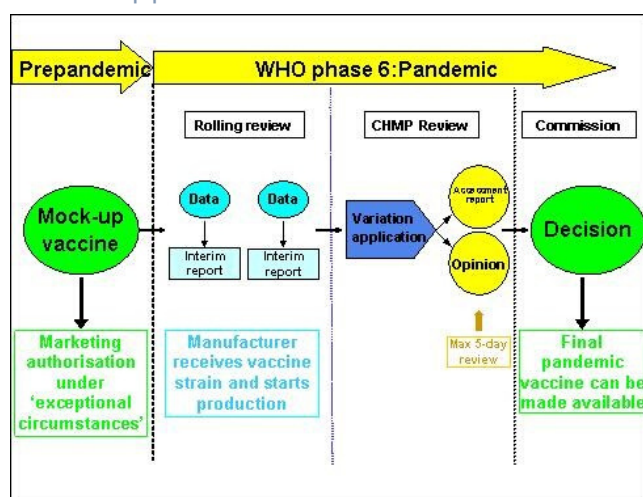 Prepandemic
WHO phase 6:Pandemic
Rolling review
CHMP Review
Commission
Mock-up
vaccine
Data
Data
Interim
report
Interim
report
Variation
application
Assessment
report
Opinion
Decision
Marketing
authorisation
under
‘exceptional
circumstances’
Manufacturer
receives vaccine
strain and starts
production
Max 5-day
review
Final
pandemic
vaccine can be
made available